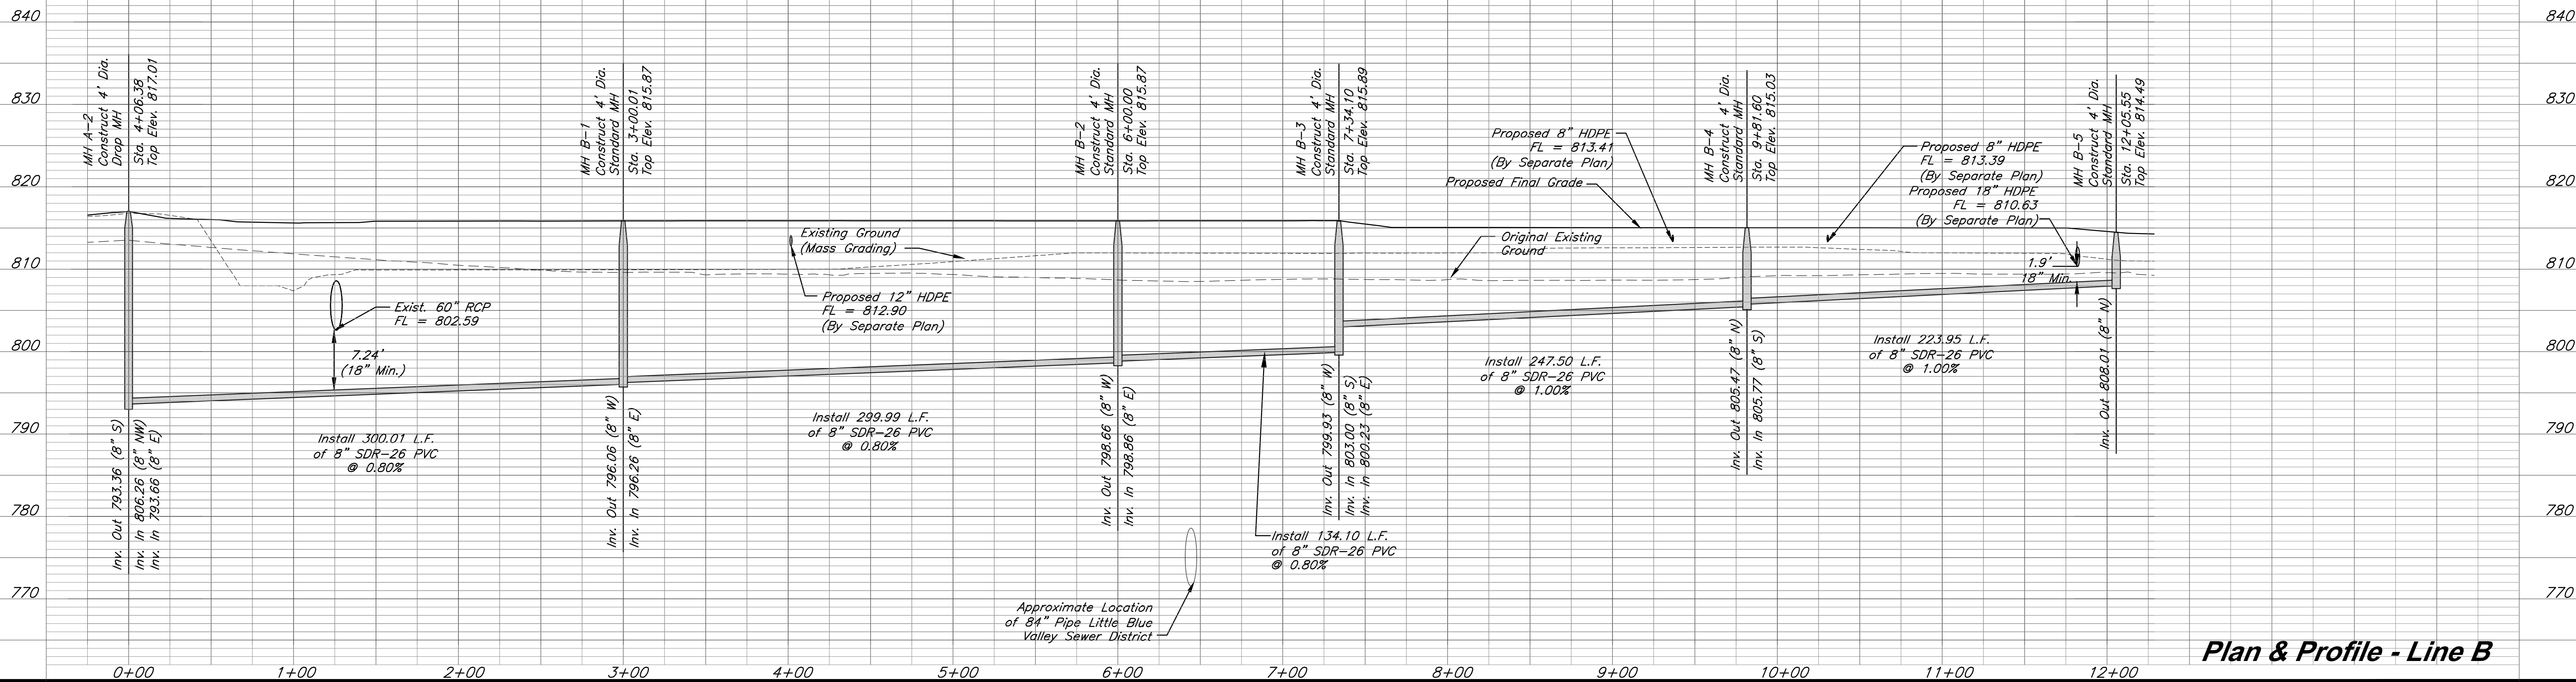 840
830
820
810
800
790
780
770
MH A-2
Construct 4' Dia.
Drop MH
Sta. 4+06.38
Top Elev. 817.01
MH B-1
Construct 4' Dia.
Standard MH
Sta. 3+00.01
Top Elev. 815.87
MH B-2
Construct 4' Dia.
Standard MH
Sta. 6+00.00
Top Elev. 815.87
MH B-3
Construct 4' Dia.
Standard MH
Sta. 7+34.10
Top Elev. 815.89
Proposed 8" HDPE
FL = 813.41
(By Separate Plan)
Proposed Final Grade
MH B-4
Construct 4' Dia.
Standard MH
Sta. 9+81.60
Top Elev. 815.03
Proposed 8" HDPE
FL = 813.39
(By Separate Plan)
Proposed 18" HDPE
FL = 810.63
(By Separate Plan)
MH B-5
Construct 4' Dia.
Standard MH
Sta. 12+05.55
Top Elev. 814.49
Existing Ground
(Mass Grading)
Original Existing
Ground
1.9'
18" Min.
Exist. 60" RCP
FL = 802.59
7.24'
(18" Min.)
Proposed 12" HDPE
FL = 812.90
(By Separate Plan)
Install 300.01 L.F.
of 8" SDR-26 PVC
@ 0.80%
Install 299.99 L.F.
of 8" SDR-26 PVC
@ 0.80%
Install 134.10 L.F.
of 8" SDR-26 PVC
@ 0.80%
Install 247.50 L.F.
of 8" SDR-26 PVC
@ 1.00%
Install 223.95 L.F.
of 8" SDR-26 PVC
@ 1.00%
Inv. Out 793.36 (8" S)
Inv. In 806.26 (8" NW)
Inv. In 793.66 (8" E)
Inv. Out 796.06 (8" W)
Inv. In 796.26 (8" E)
Inv. Out 798.66 (8" W)
Inv. In 798.86 (8" E)
Inv. Out 799.93 (8" W)
Inv. In 803.00 (8" S)
Inv. In 800.23 (8" E)
Inv. Out 805.47 (8" N)
Inv. In 805.77 (8" S)
Inv. Out 808.01 (8" N)
Approximate Location
of 84" Pipe Little Blue
Valley Sewer District
840
830
820
810
800
790
780
770
Plan & Profile - Line B
0+00
1+00
2+00
3+00
4+00
5+00
6+00
7+00
8+00
9+00
10+00
11+00
12+00